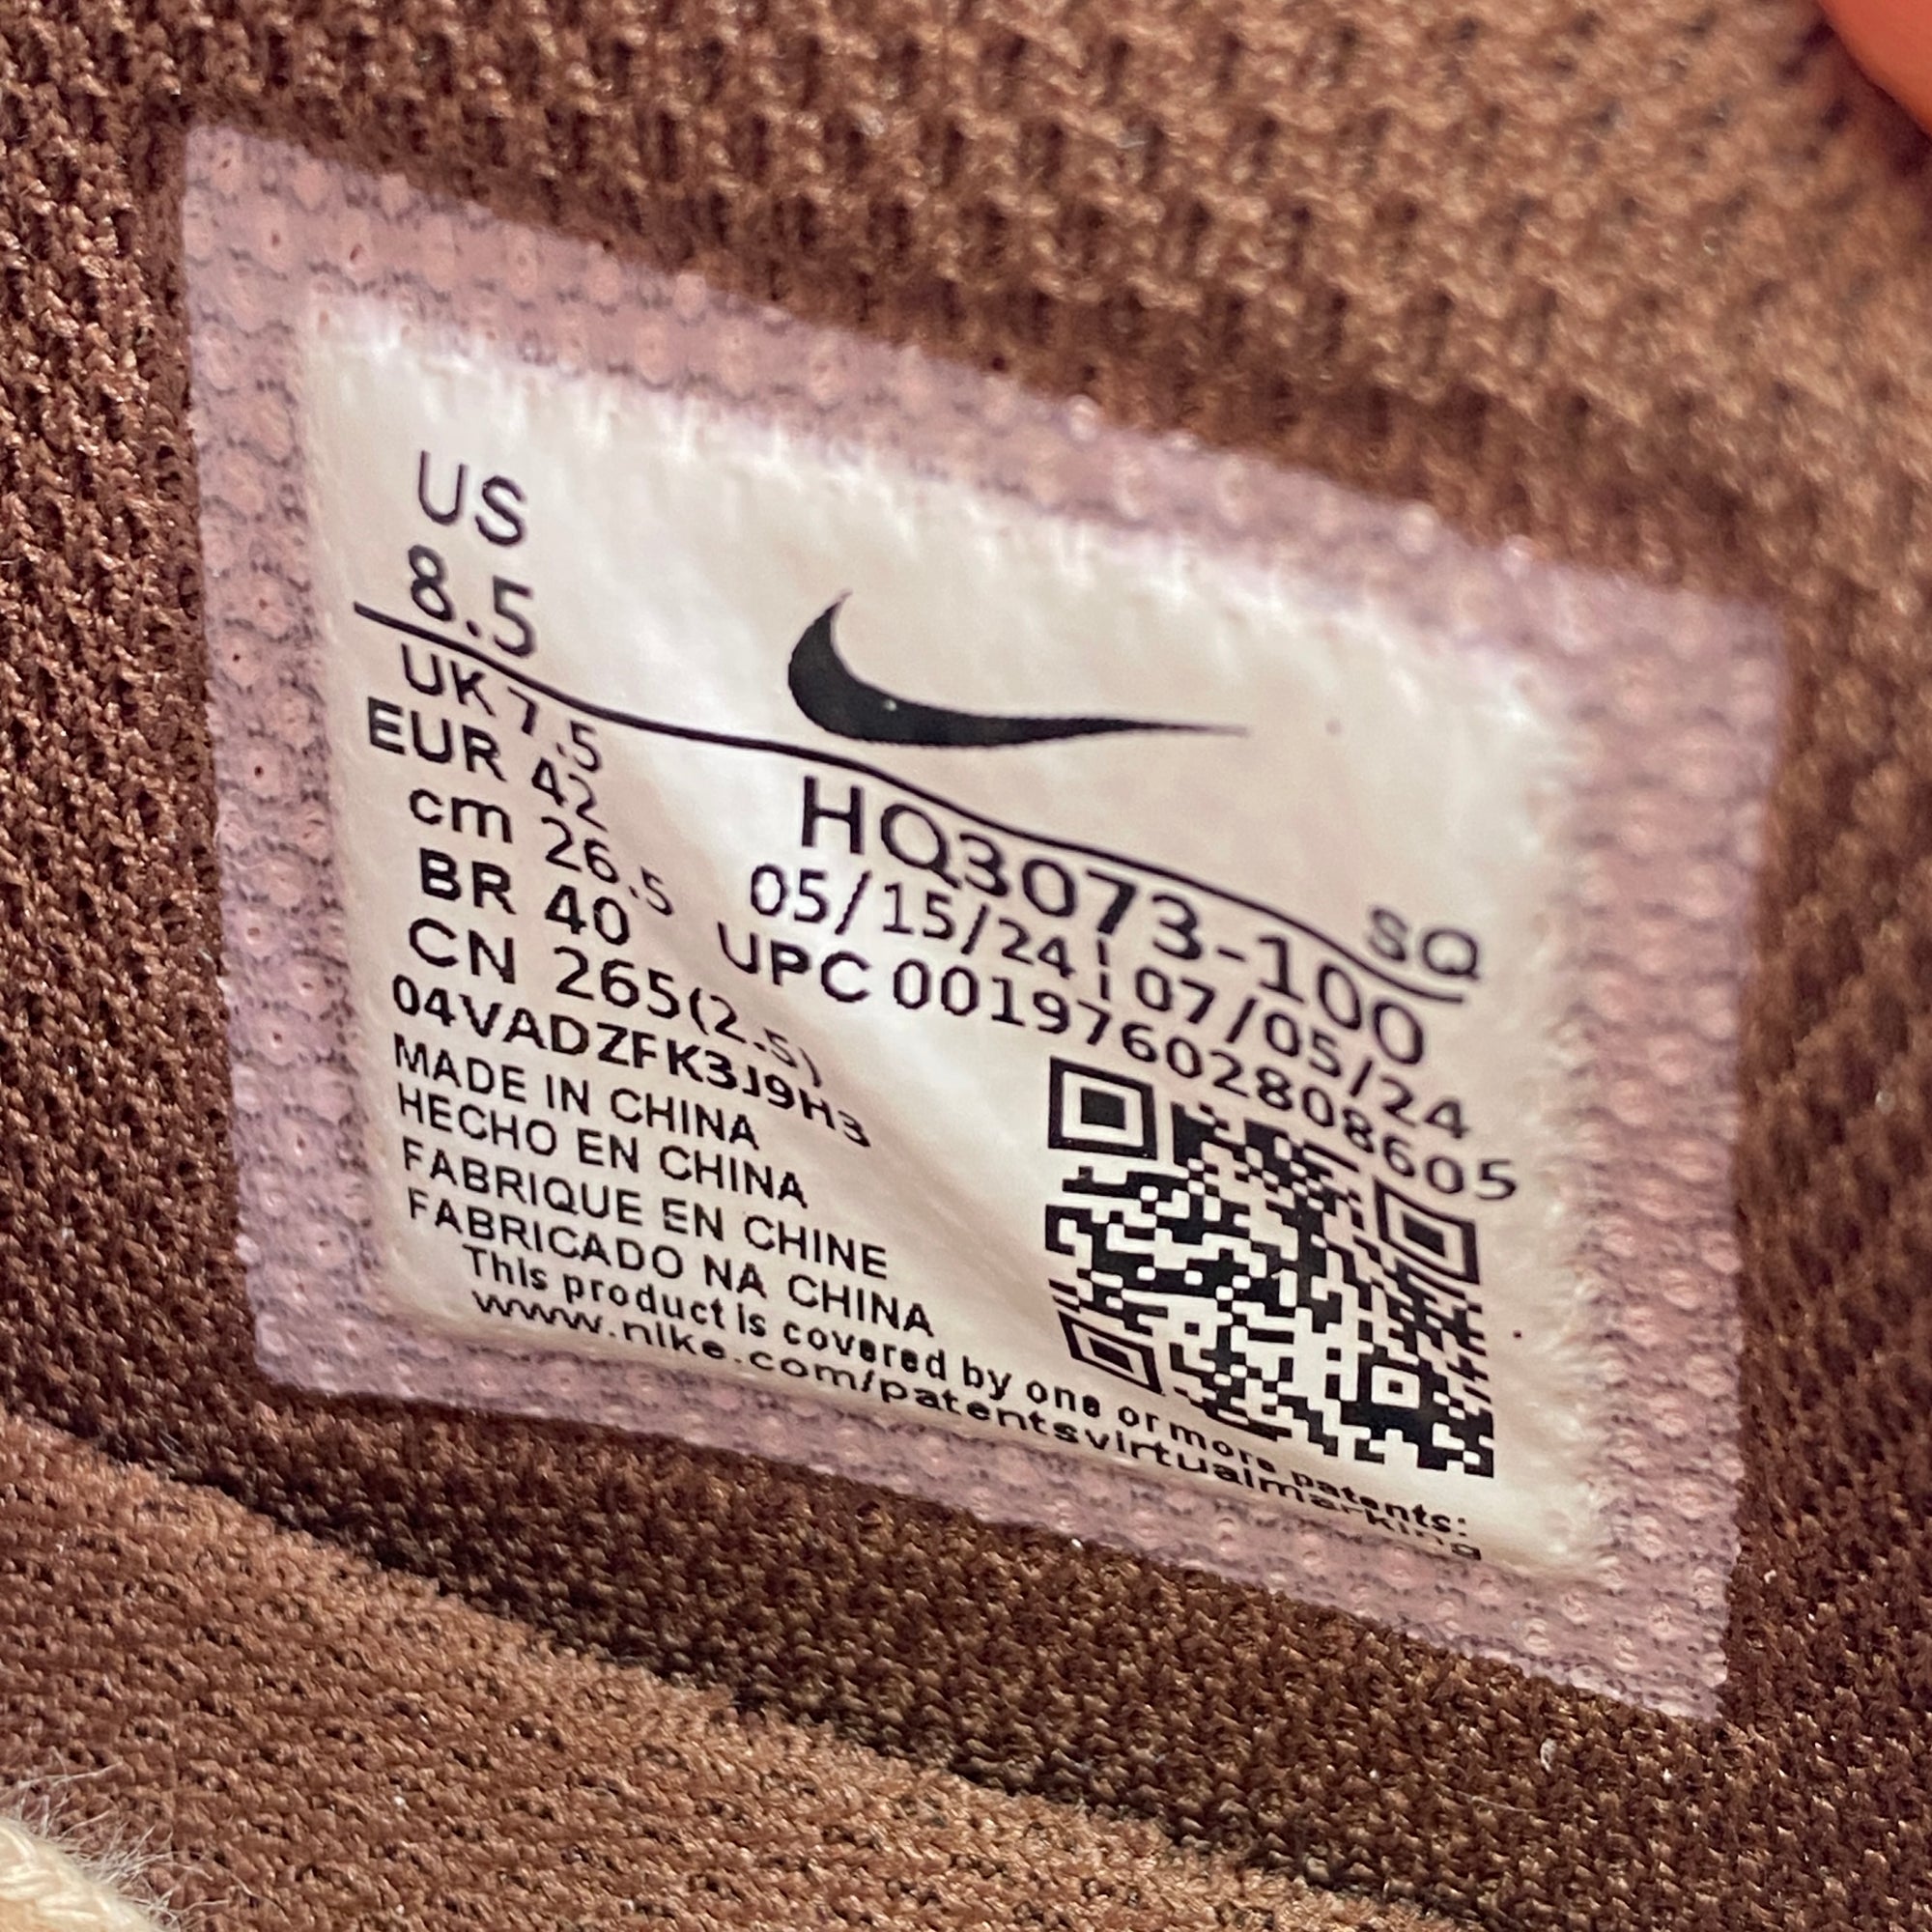 US
8.5
UK 7.5
EUR 42
cm 26.5
BR 40
CN 265(2.5)
SQ
HQ3073-100
05/15/24 ¦ 07/05/24
UPC 00197602808605
04VADZFK3J9H3
MADE IN CHINA
HECHO EN CHINA
FABRIQUE EN CHINE
FABRICADO NA CHINA
This product is covered by one or more patents:
www.nike.com/patentsvirtualmarking